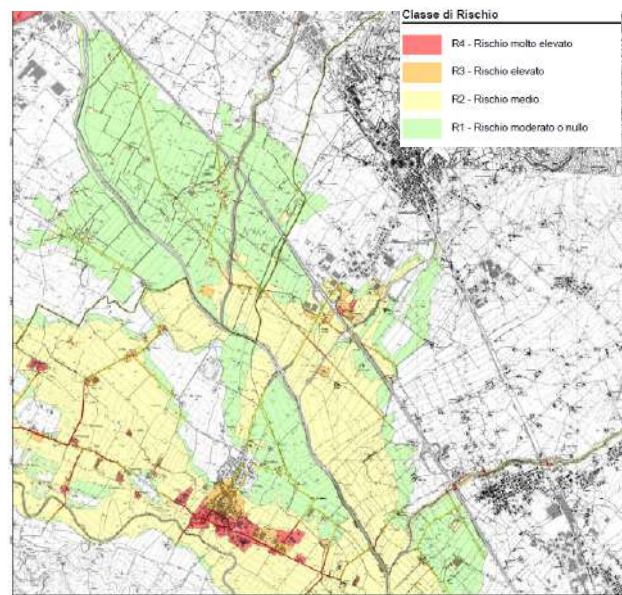 Classe di Rischio
R4 - Rischio molto elevato
R3 - Rischio elevato
R2 - Rischio medio
R1 - Rischio moderato o nullo